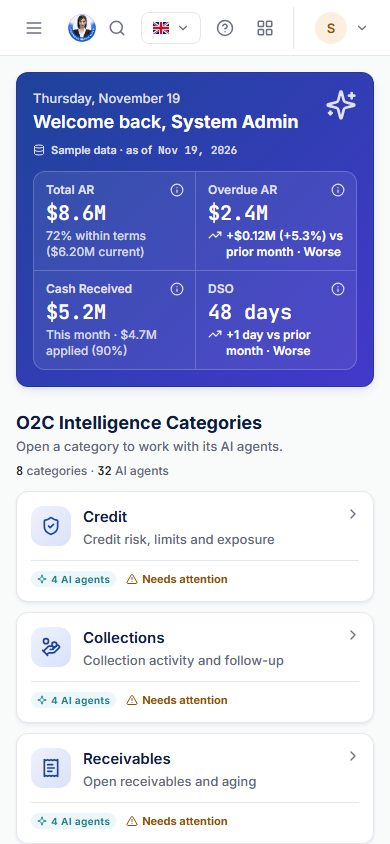 S
Thursday, November 19
Welcome back, System Admin
Sample data · as of Nov 19, 2026
Total AR
$8.6M
72% within terms
($6.20M current)
Overdue AR
$2.4M
+$0.12M (+5.3%) vs
prior month · Worse
Cash Received
$5.2M
This month · $4.7M
applied (90%)
DSO
48 days
+1 day vs prior
month · Worse
O2C Intelligence Categories
Open a category to work with its AI agents.
8 categories · 32 AI agents
Credit
Credit risk, limits and exposure
4 AI agents Needs attention
Collections
Collection activity and follow-up
4 AI agents Needs attention
Receivables
Open receivables and aging
4 AI agents Needs attention